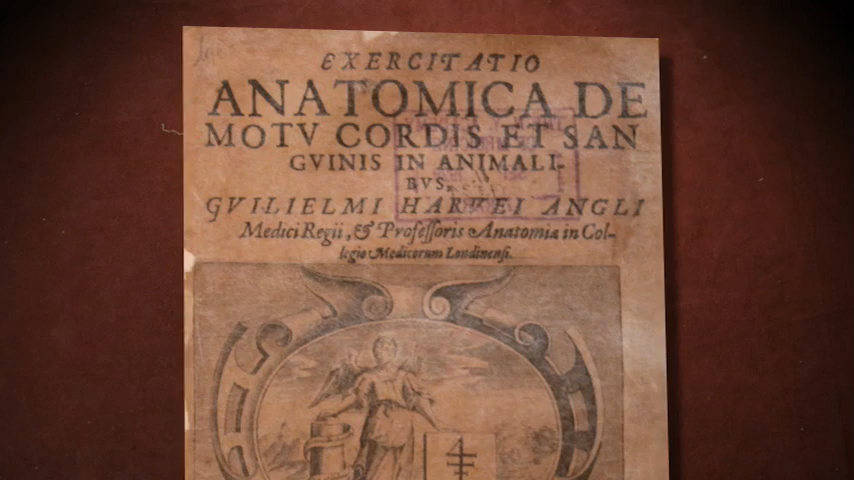 EXERCITATIO
ANATOMICA DE
MOTV CORDIS ET SAN
GVINIS IN ANIMALI-
BVS,
GVILIELMI HARVEI ANGLI
Medici Regii, & Professoris Anatomiæ in Col-
legio Medicorum Londinensi.